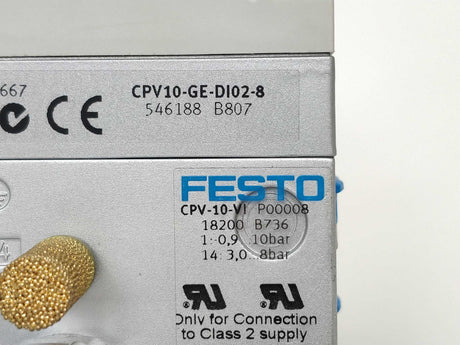 667 CPV10-GE-DI02-8
546188 B807
CE
FESTO
CPV-10-VI P00008
18200 B736
1:-0,9...10bar
14: 3,0...8bar
Only for Connection
to Class 2 supply